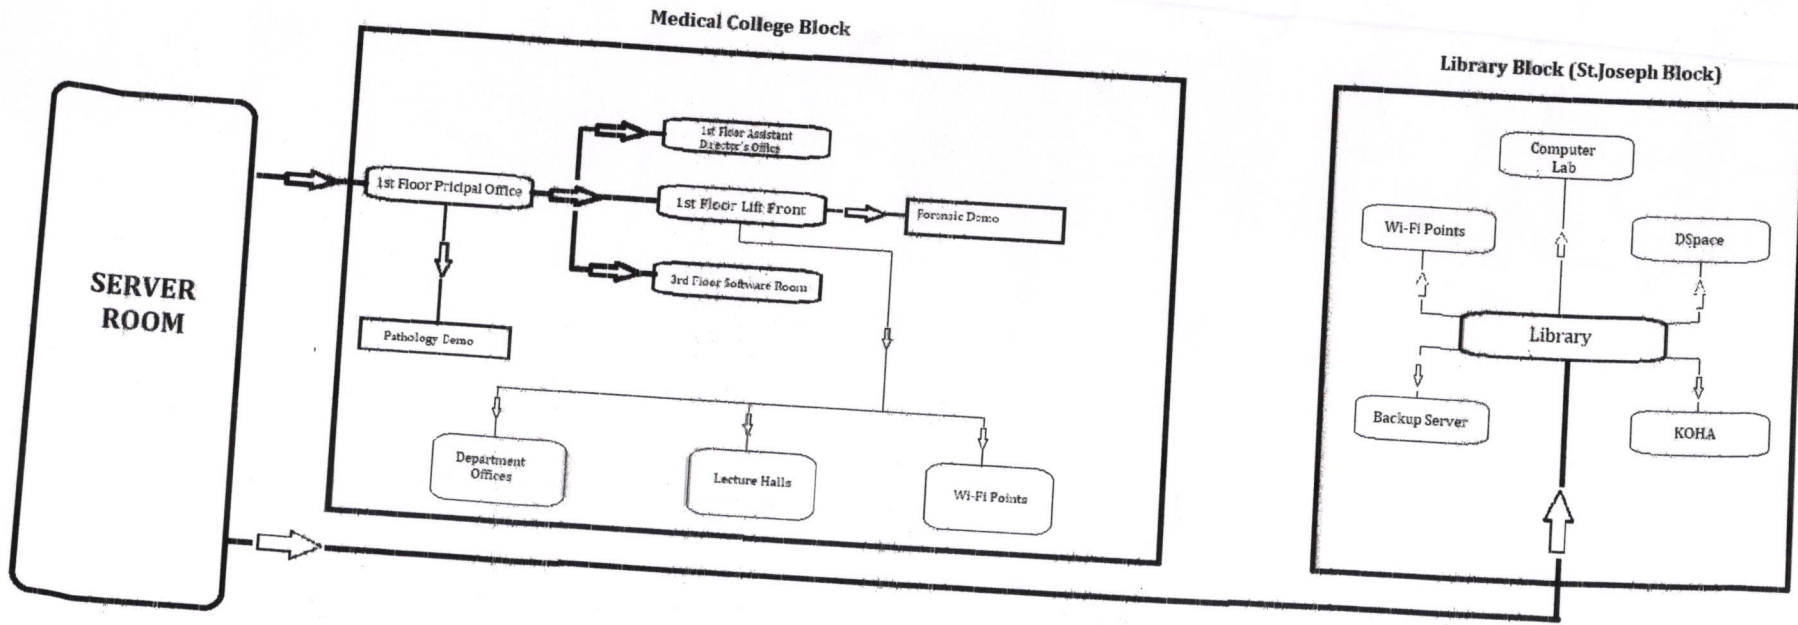 Medical College Block
Library Block (St.Joseph Block)
SERVER
ROOM
1st Floor Pricipal Office
1st Floor Assistant
Director's Office
1st Floor Lift Front
Forensic Demo
3rd Floor Software Room
Pathology Demo
Department
Offices
Lecture Halls
Wi-Fi Points
Computer
Lab
Wi-Fi Points
DSpace
Library
Backup Server
KOHA